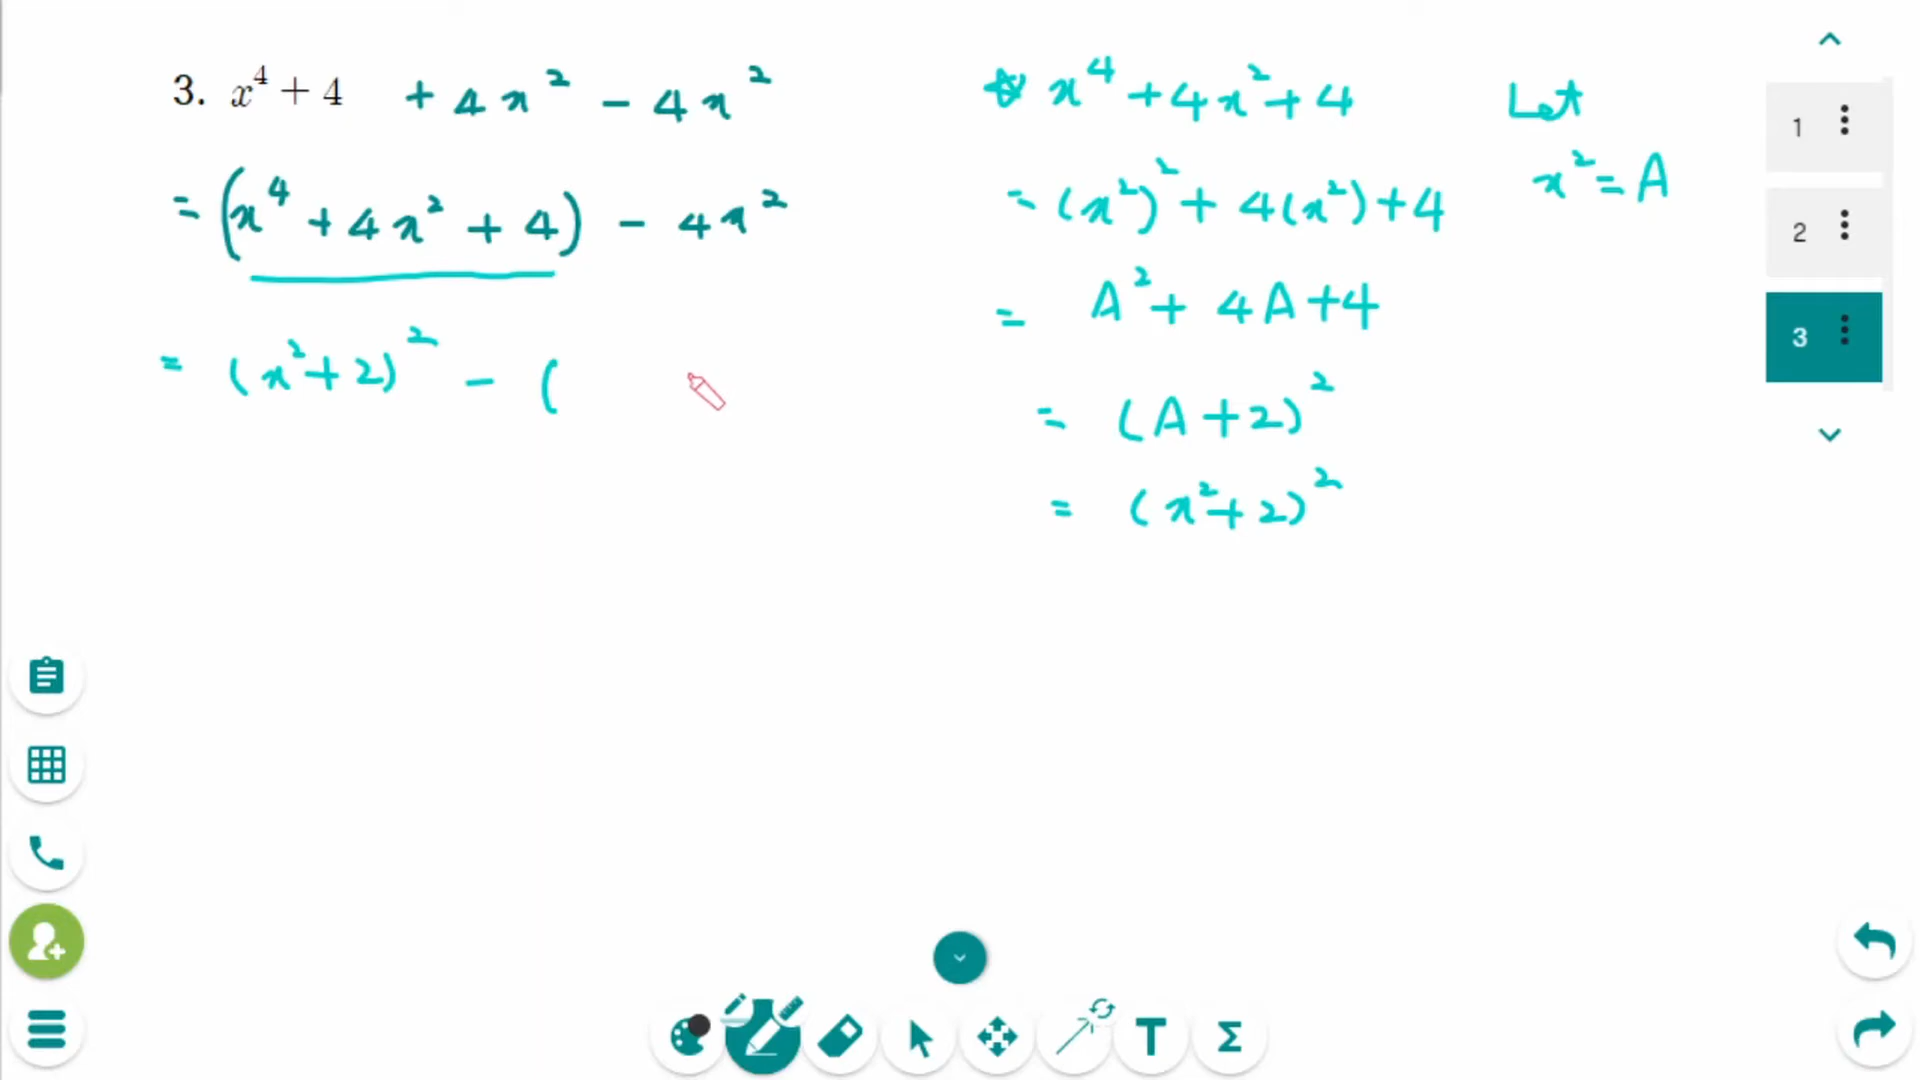 3. x⁴ + 4 + 4x² - 4x²
= (x⁴ + 4x² + 4) - 4x²
= (x²+2)² - (
☆ x⁴ + 4x² + 4
= (x²)² + 4(x²) + 4
= A² + 4A + 4
= (A + 2)²
= (x² + 2)²
Let
x² = A
1
2
3
T
Σ